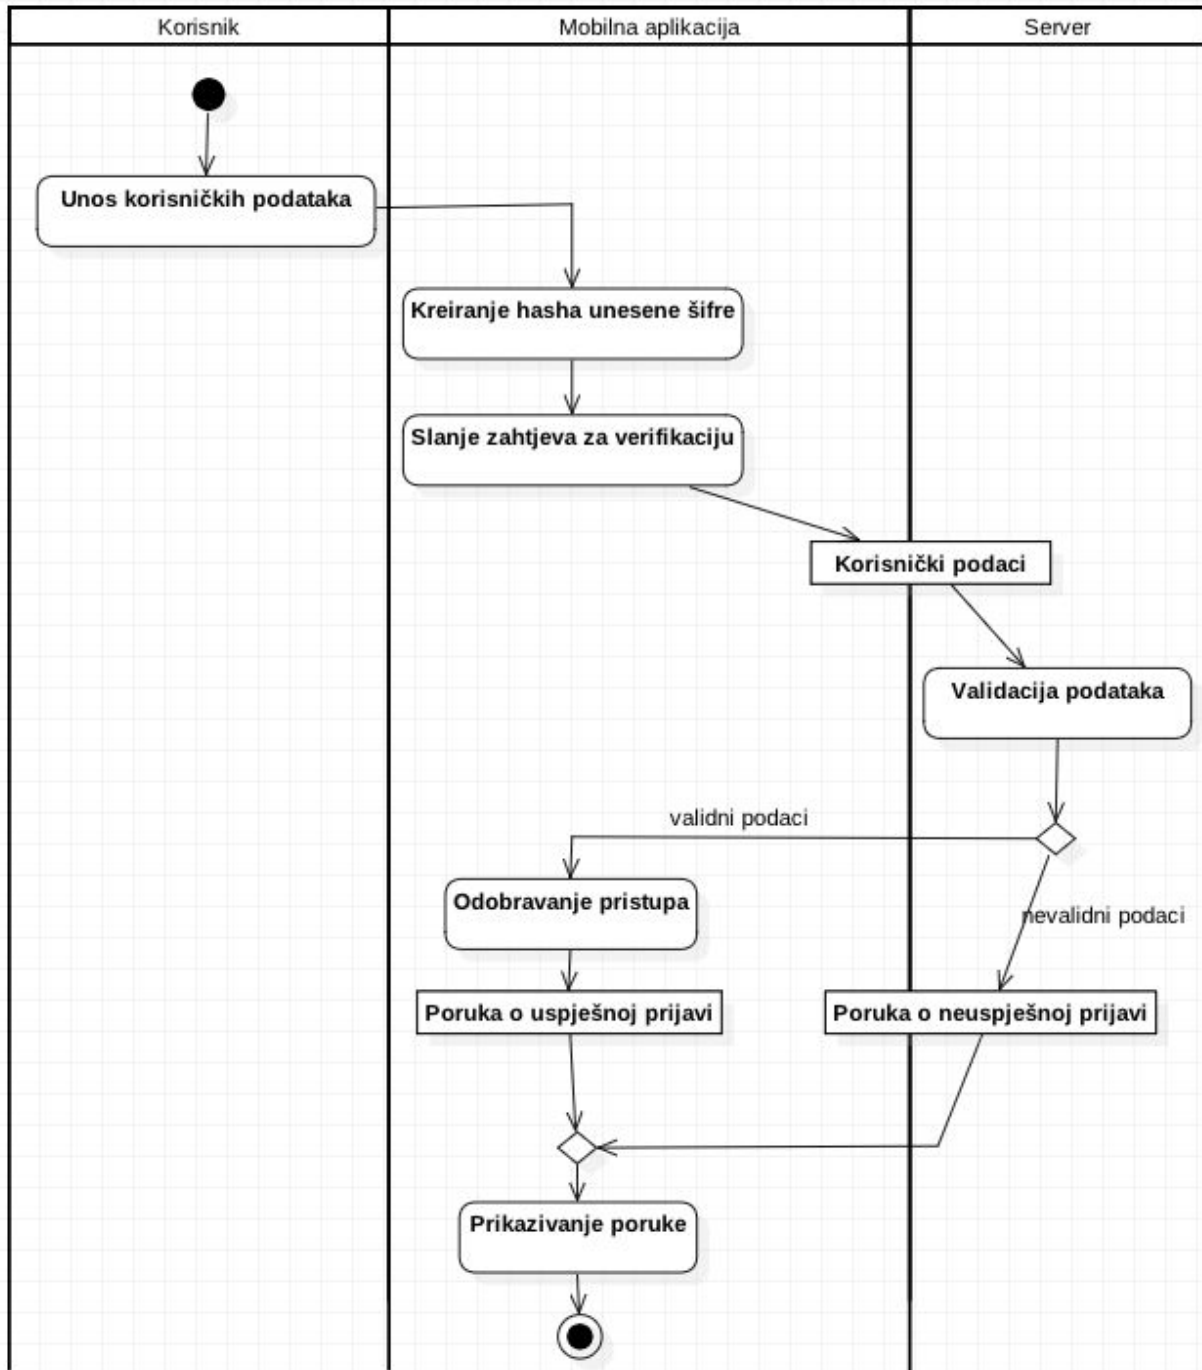 Korisnik
Mobilna aplikacija
Server
Unos korisničkih podataka
Kreiranje hasha unesene šifre
Slanje zahtjeva za verifikaciju
Korisnički podaci
Validacija podataka
validni podaci
Odobravanje pristupa
nevalidni podaci
Poruka o uspješnoj prijavi
Poruka o neuspješnoj prijavi
Prikazivanje poruke